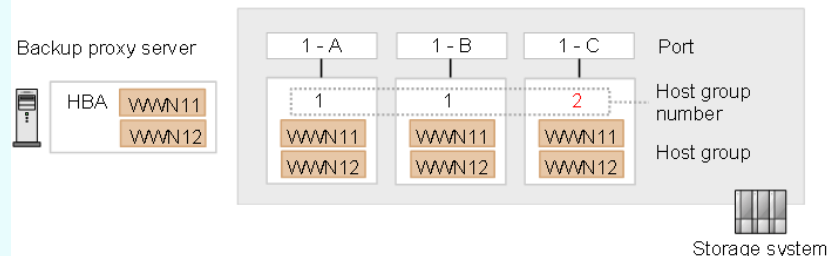 Backup proxy server
HBA
WWN11
WWN12
1 - A
1 - B
1 - C
Port
1
1
2
Host group
number
WWN11
WWN11
WWN11
Host group
WWN12
WWN12
WWN12
Storage system